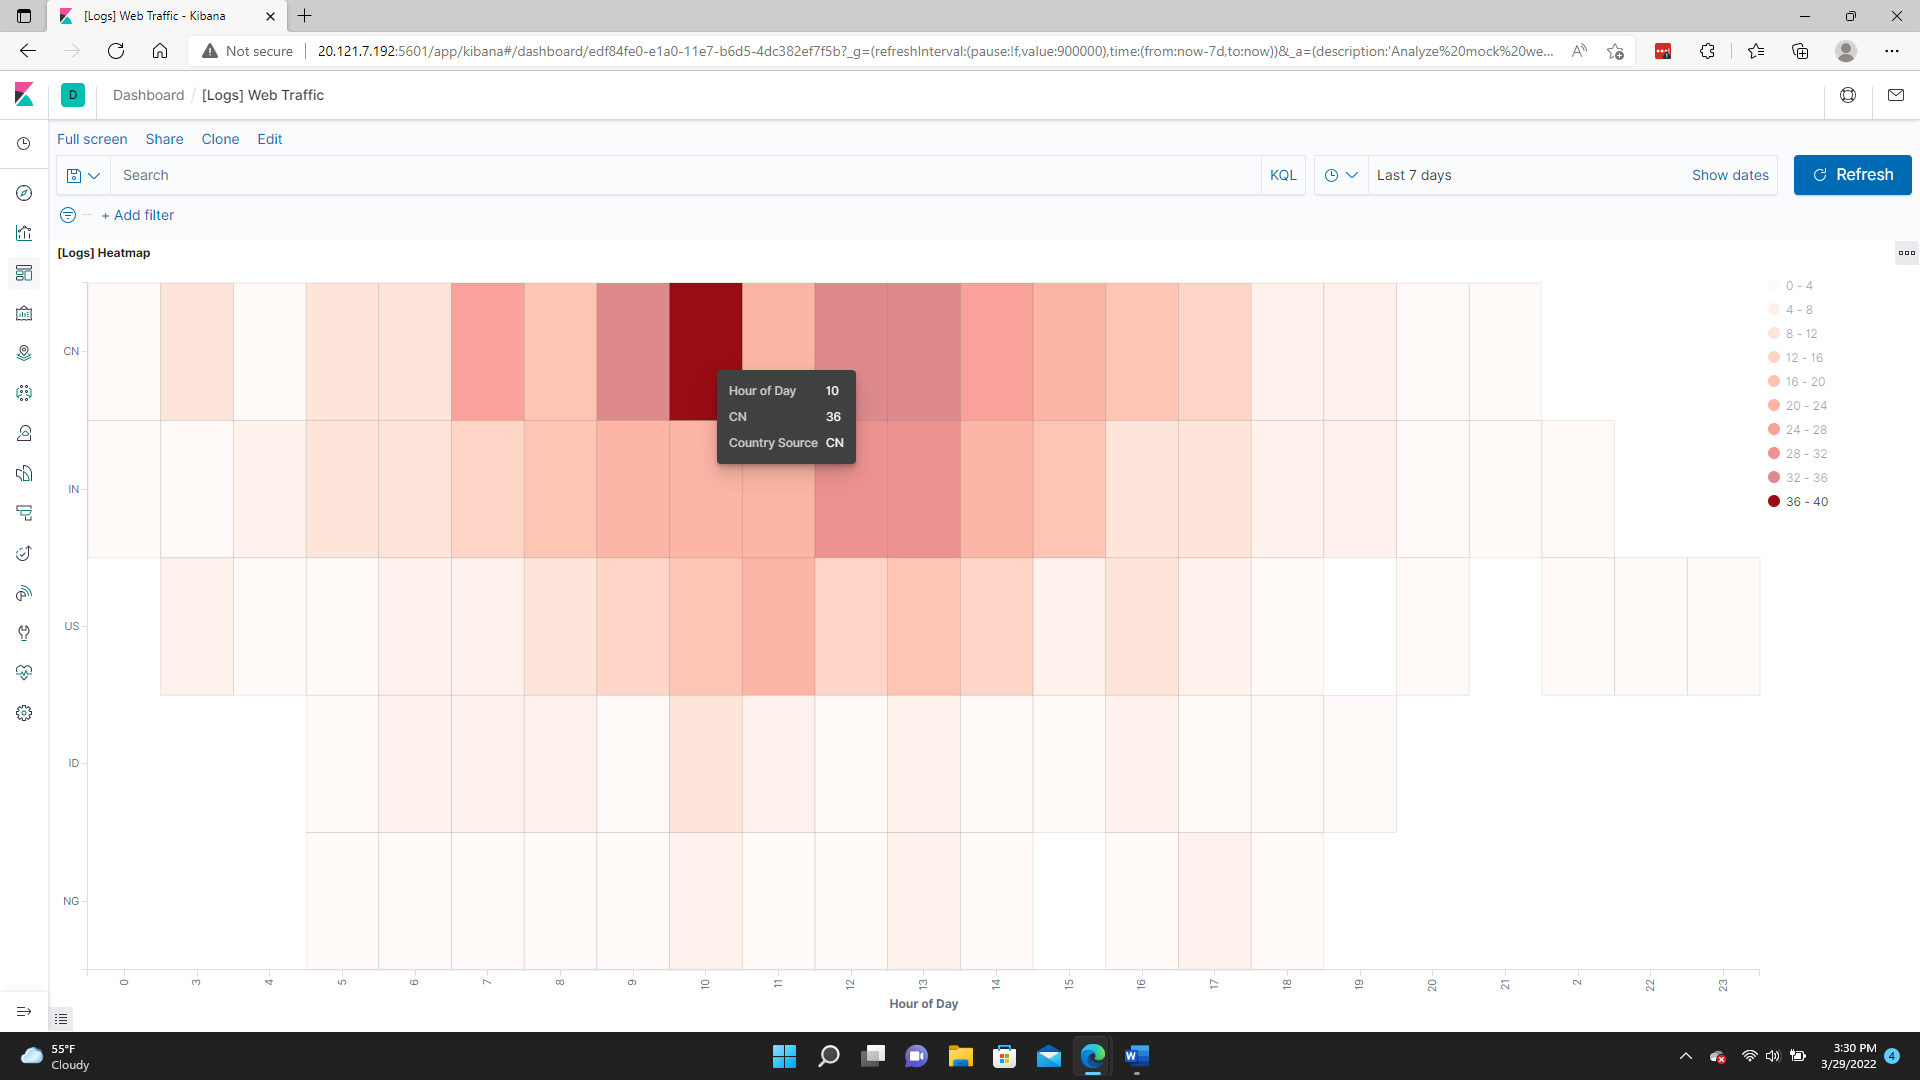 [Logs] Web Traffic - Kibana
Not secure
20.121.7.192:5601/app/kibana#/dashboard/edf84fe0-e1a0-11e7-b6d5-4dc382ef7f5b?_g=(refreshInterval:(pause:!f,value:900000),time:(from:now-7d,to:now))&_a=(description:'Analyze%20mock%20we...
D
Dashboard / [Logs] Web Traffic
Full screen Share Clone Edit
Search
KQL
Last 7 days
Show dates
Refresh
+ Add filter
[Logs] Heatmap
CN
IN
US
ID
NG
Hour of Day 10
CN 36
Country Source CN
0 - 4
4 - 8
8 - 12
12 - 16
16 - 20
20 - 24
24 - 28
28 - 32
32 - 36
36 - 40
0 3 4 5 6 7 8 9 10 11 12 13 14 15 16 17 18 19 20 21 2 22 23
Hour of Day
55°F
Cloudy
3:30 PM
3/29/2022
4